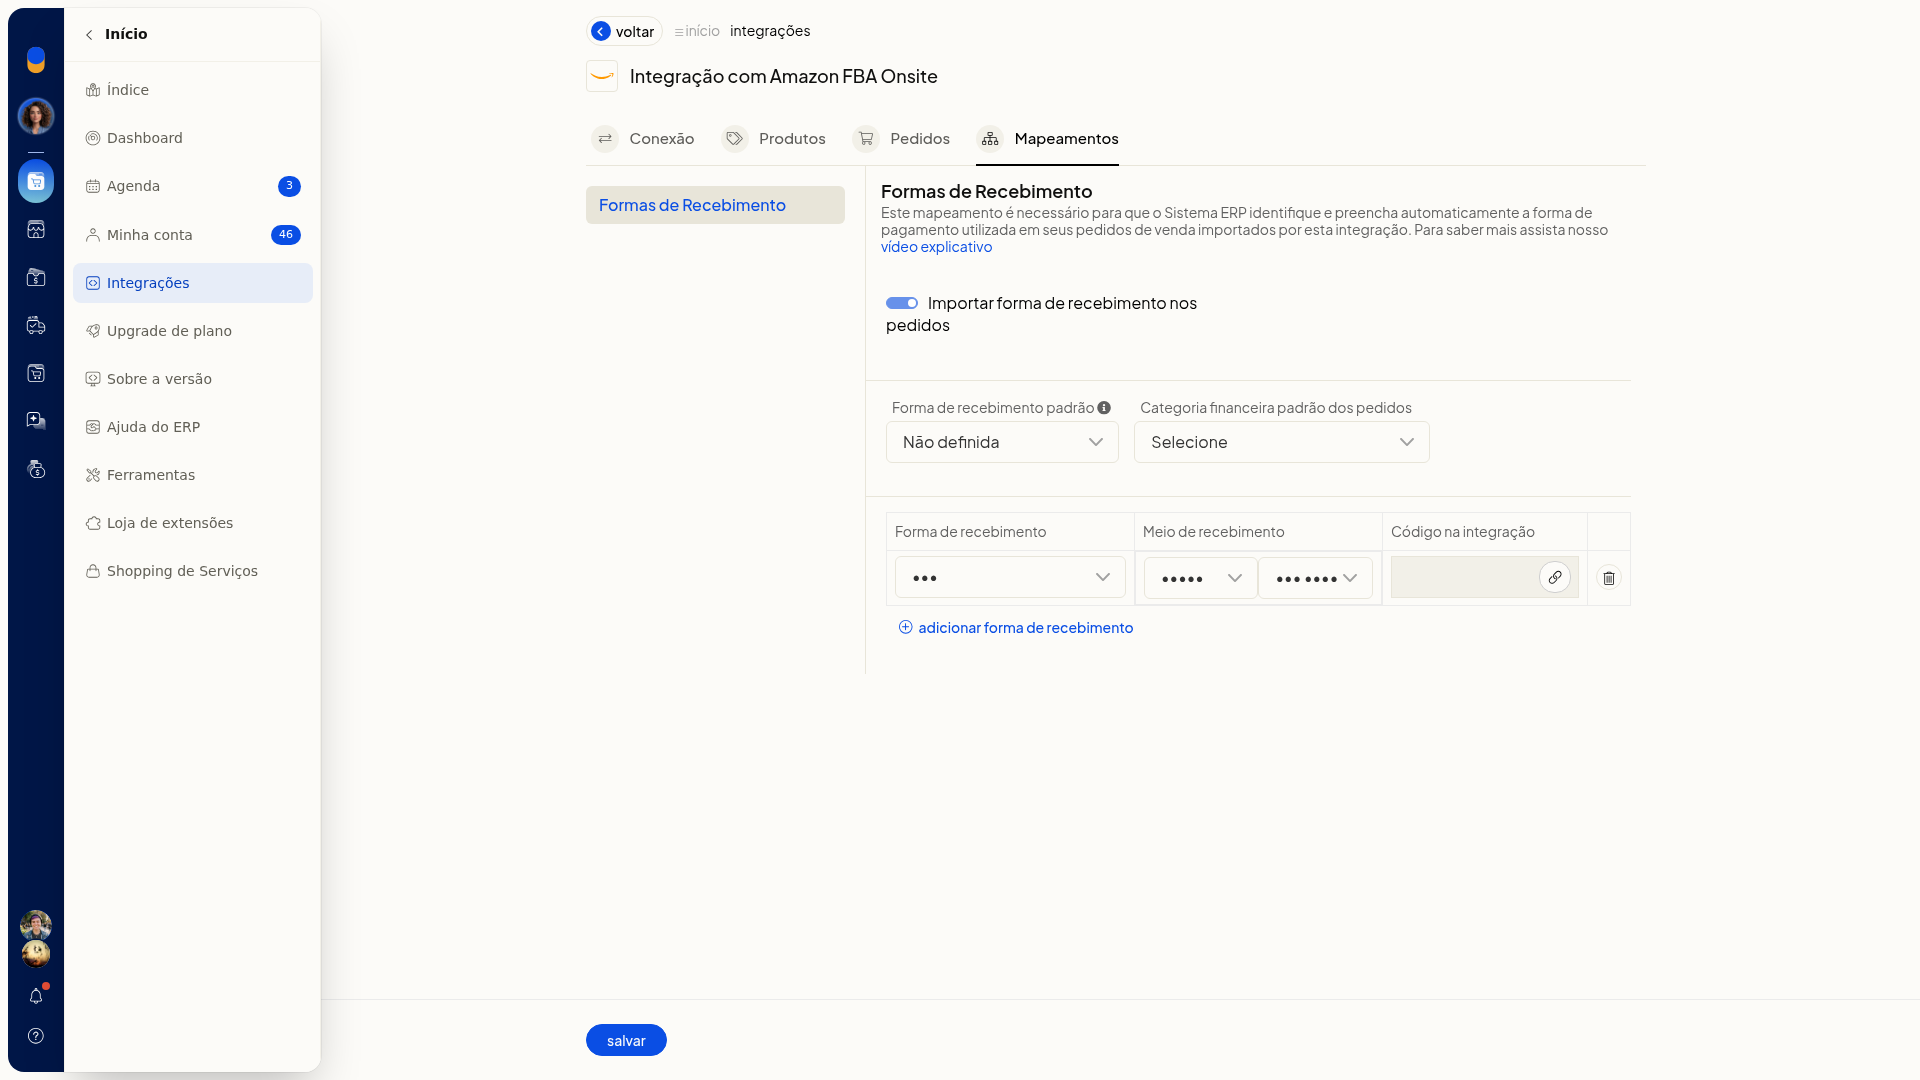 Início
Índice
Dashboard
Agenda
3
Minha conta
46
Integrações
Upgrade de plano
Sobre a versão
Ajuda do ERP
Ferramentas
Loja de extensões
Shopping de Serviços
voltar
início
integrações
Integração com Amazon FBA Onsite
Conexão
Produtos
Pedidos
Mapeamentos
Formas de Recebimento
Formas de Recebimento
Este mapeamento é necessário para que o Sistema ERP identifique e preencha automaticamente a forma de
pagamento utilizada em seus pedidos de venda importados por esta integração. Para saber mais assista nosso
vídeo explicativo
Importar forma de recebimento nos
pedidos
Forma de recebimento padrão
Categoria financeira padrão dos pedidos
Não definida
Selecione
Forma de recebimento
Meio de recebimento
Código na integração
•••
•••••
••• ••••
adicionar forma de recebimento
salvar